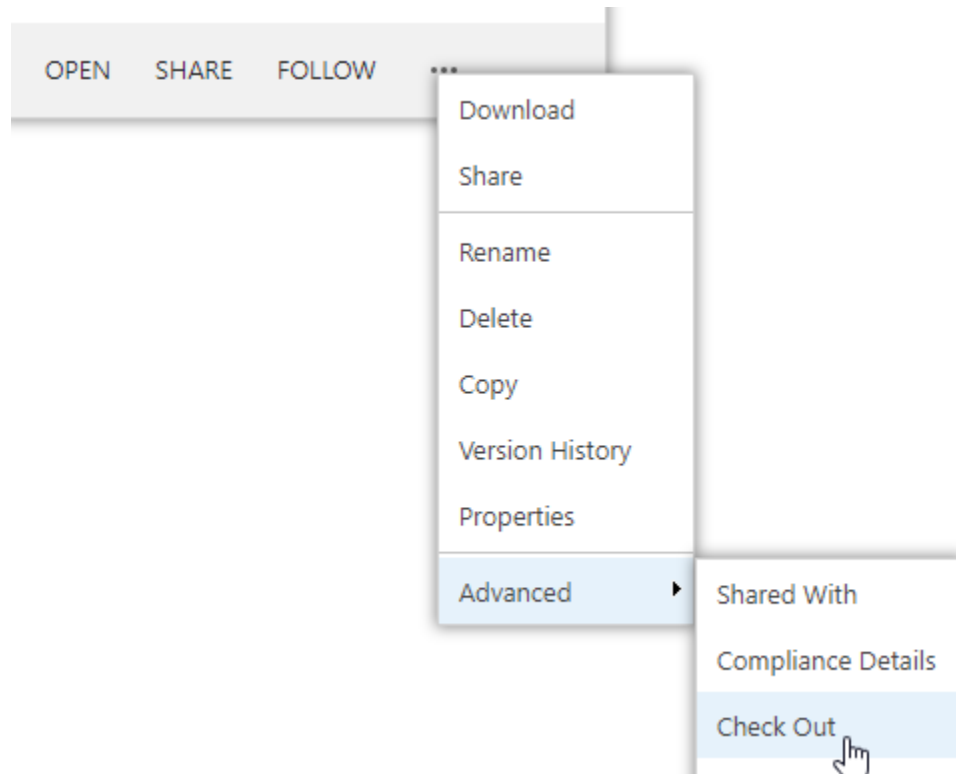 OPEN SHARE FOLLOW ...
Download
Share
Rename
Delete
Copy
Version History
Properties
Advanced
Shared With
Compliance Details
Check Out